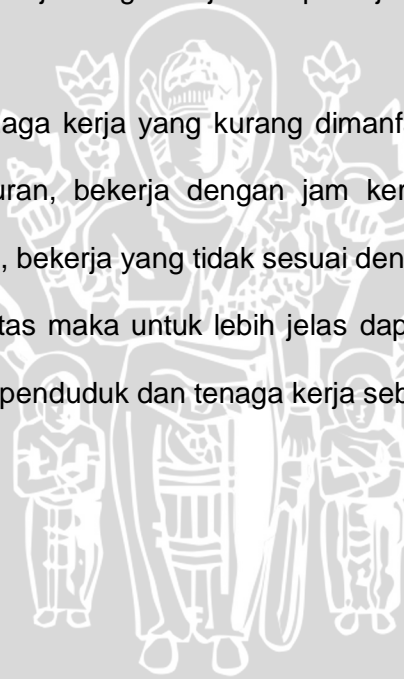 aga kerja yang kurang dimanf
uran, bekerja dengan jam ker
, bekerja yang tidak sesuai den
tas maka untuk lebih jelas dap
penduduk dan tenaga kerja seb